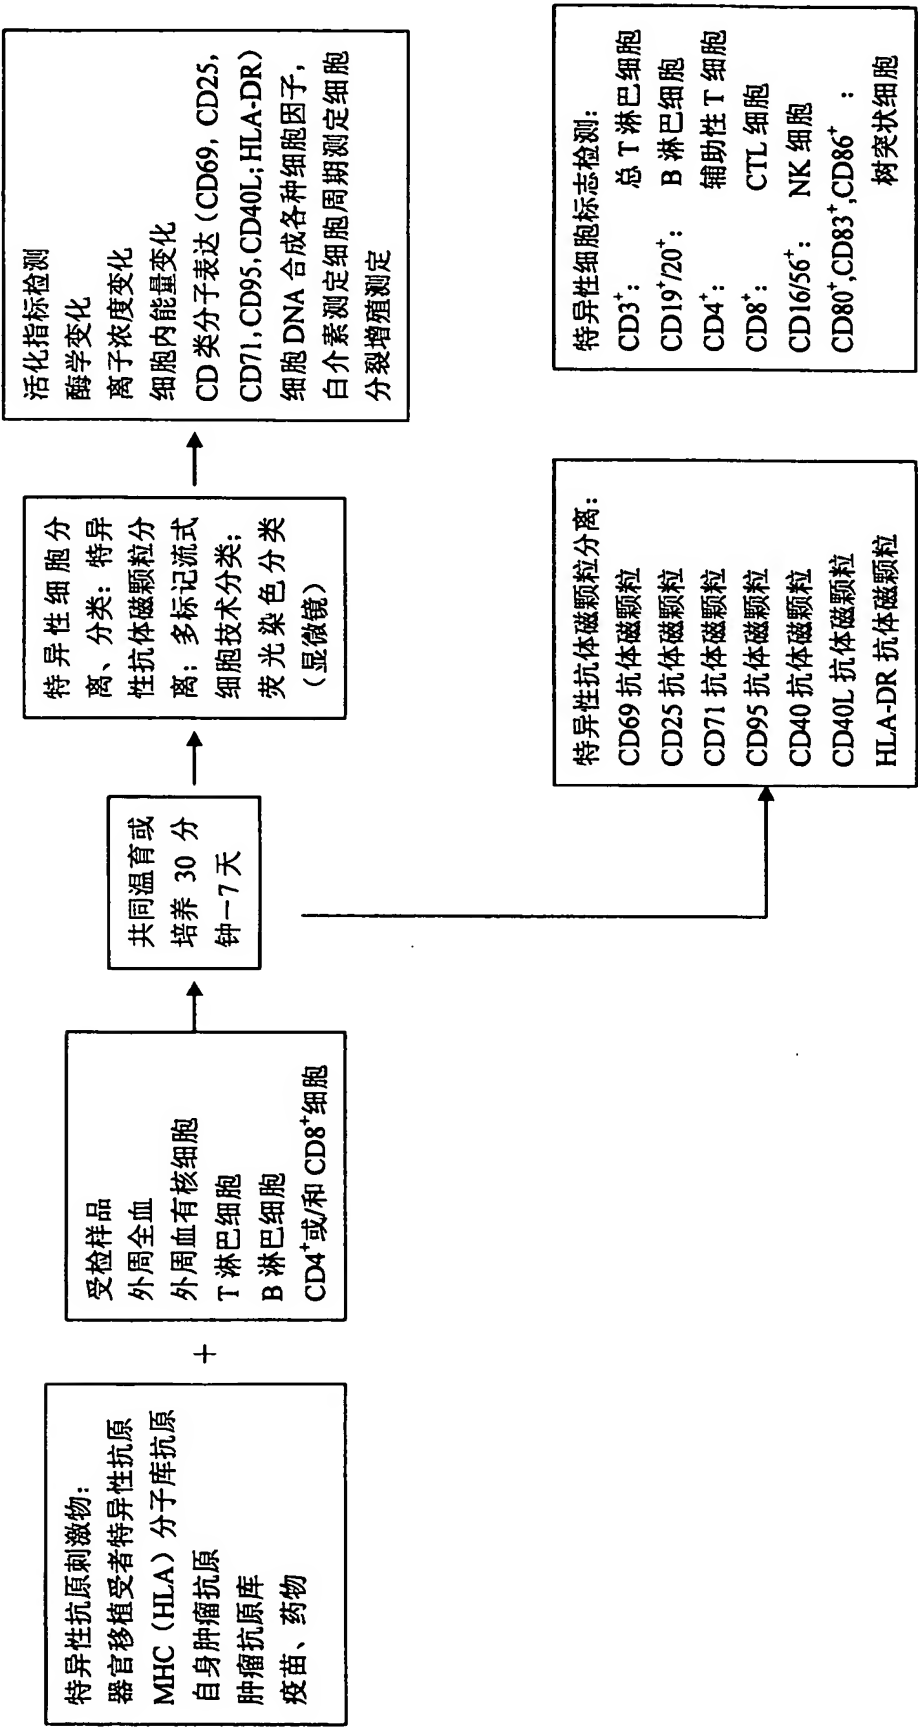 特异性抗原刺激物：
器官移植受者特异性抗原
MHC（HLA）分子库抗原
自身肿瘤抗原
肿瘤抗原库
疫苗、药物
+
受检样品
外周全血
外周血有核细胞
T 淋巴细胞
B 淋巴细胞
CD4⁺或/和 CD8⁺细胞
共同温育或
培养 30 分
钟－7天
特异性细胞分
离、分类：特异
性抗体磁颗粒分
离；多标记流式
细胞技术分类；
荧光染色分类
（显微镜）
活化指标检测
酶学变化
离子浓度变化
细胞内能量变化
CD 类分子表达（CD69，CD25，
CD71，CD95，CD40L；HLA-DR）
细胞 DNA 合成各种细胞因子，
白介素测定细胞周期测定细胞
分裂增殖测定
特异性抗体磁颗粒分离：
CD69 抗体磁颗粒
CD25 抗体磁颗粒
CD71 抗体磁颗粒
CD95 抗体磁颗粒
CD40 抗体磁颗粒
CD40L 抗体磁颗粒
HLA-DR 抗体磁颗粒
特异性细胞标志检测：
CD3⁺： 总 T 淋巴细胞
CD19⁺/20⁺： B 淋巴细胞
CD4⁺： 辅助性 T 细胞
CD8⁺： CTL 细胞
CD16/56⁺： NK 细胞
CD80⁺,CD83⁺,CD86⁺：
树突状细胞